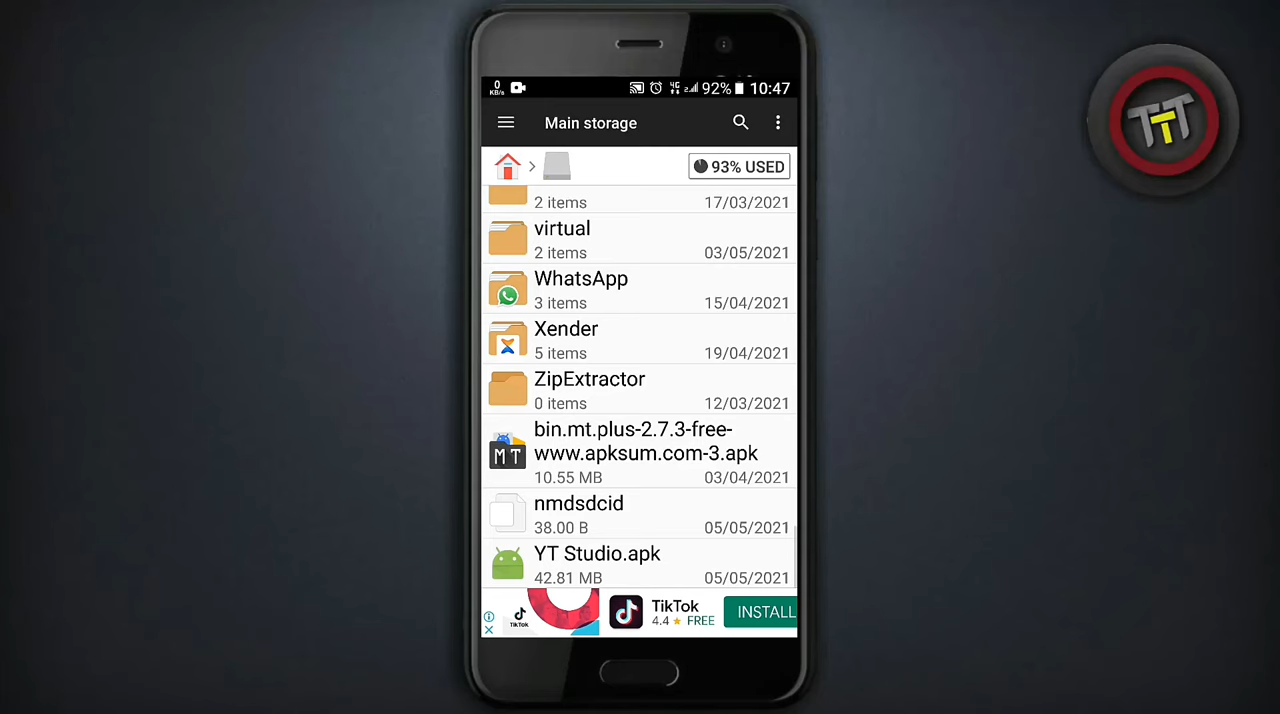 0
KB/s
4G
2
92%
10:47
TTT
Main storage
93% USED
2 items
17/03/2021
virtual
2 items
03/05/2021
WhatsApp
3 items
15/04/2021
Xender
5 items
19/04/2021
ZipExtractor
0 items
12/03/2021
bin.mt.plus-2.7.3-free-
www.apksum.com-3.apk
MT
10.55 MB
03/04/2021
nmdsdcid
38.00 B
05/05/2021
YT Studio.apk
42.81 MB
05/05/2021
TikTok
TikTok
4.4 ★ FREE
INSTALL